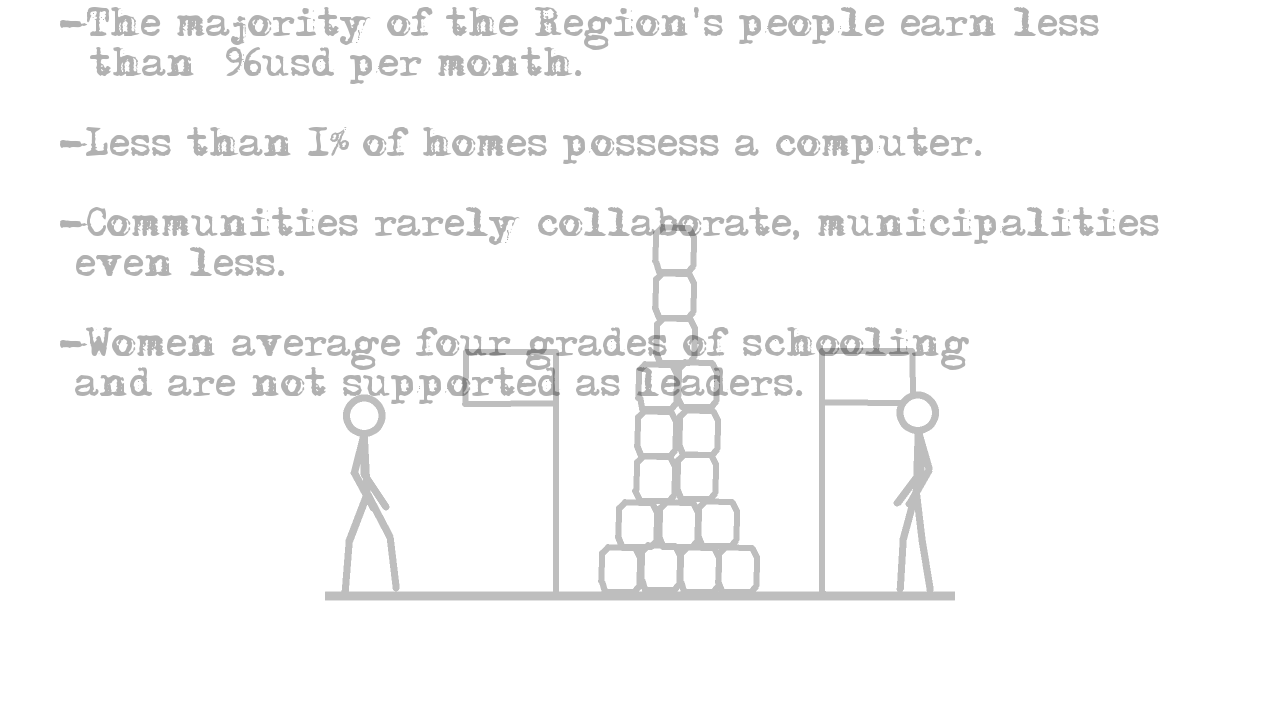 -The majority of the Region's people earn less
than 96usd per month.
-Less than 1% of homes possess a computer.
-Communities rarely collaborate, municipalities
even less.
-Women average four grades of schooling
and are not supported as leaders.